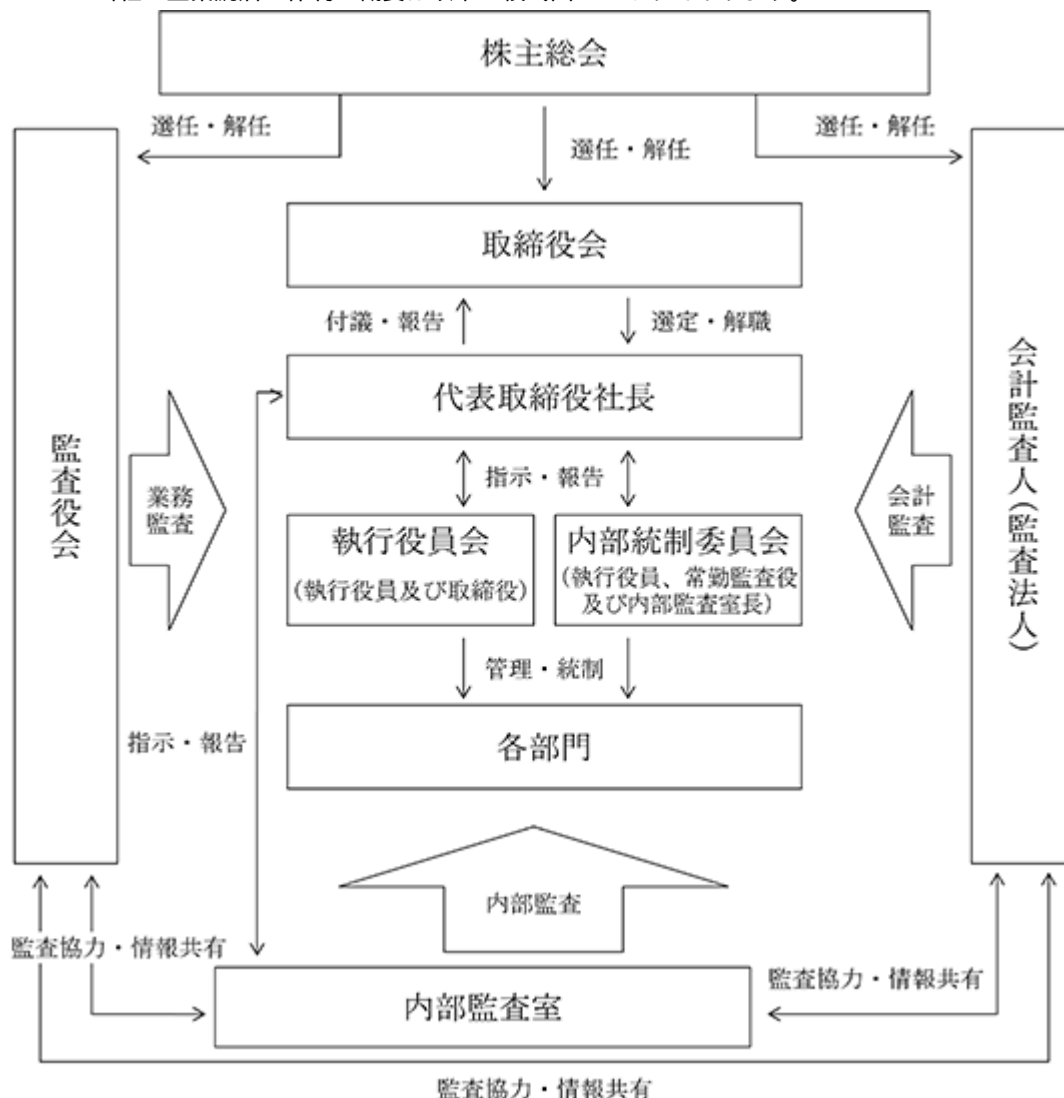 株主総会
選任・解任
選任・解任
選任・解任
取締役会
付議・報告
選定・解職
代表取締役社長
監査役会
業務
監査
指示・報告
会計
監査
会計監査人(監査法人)
執行役員会
(執行役員及び取締役)
内部統制委員会
(執行役員、常勤監査役
及び内部監査室長)
管理・統制
指示・報告
各部門
内部監査
監査協力・情報共有
監査協力・情報共有
内部監査室
監査協力・情報共有